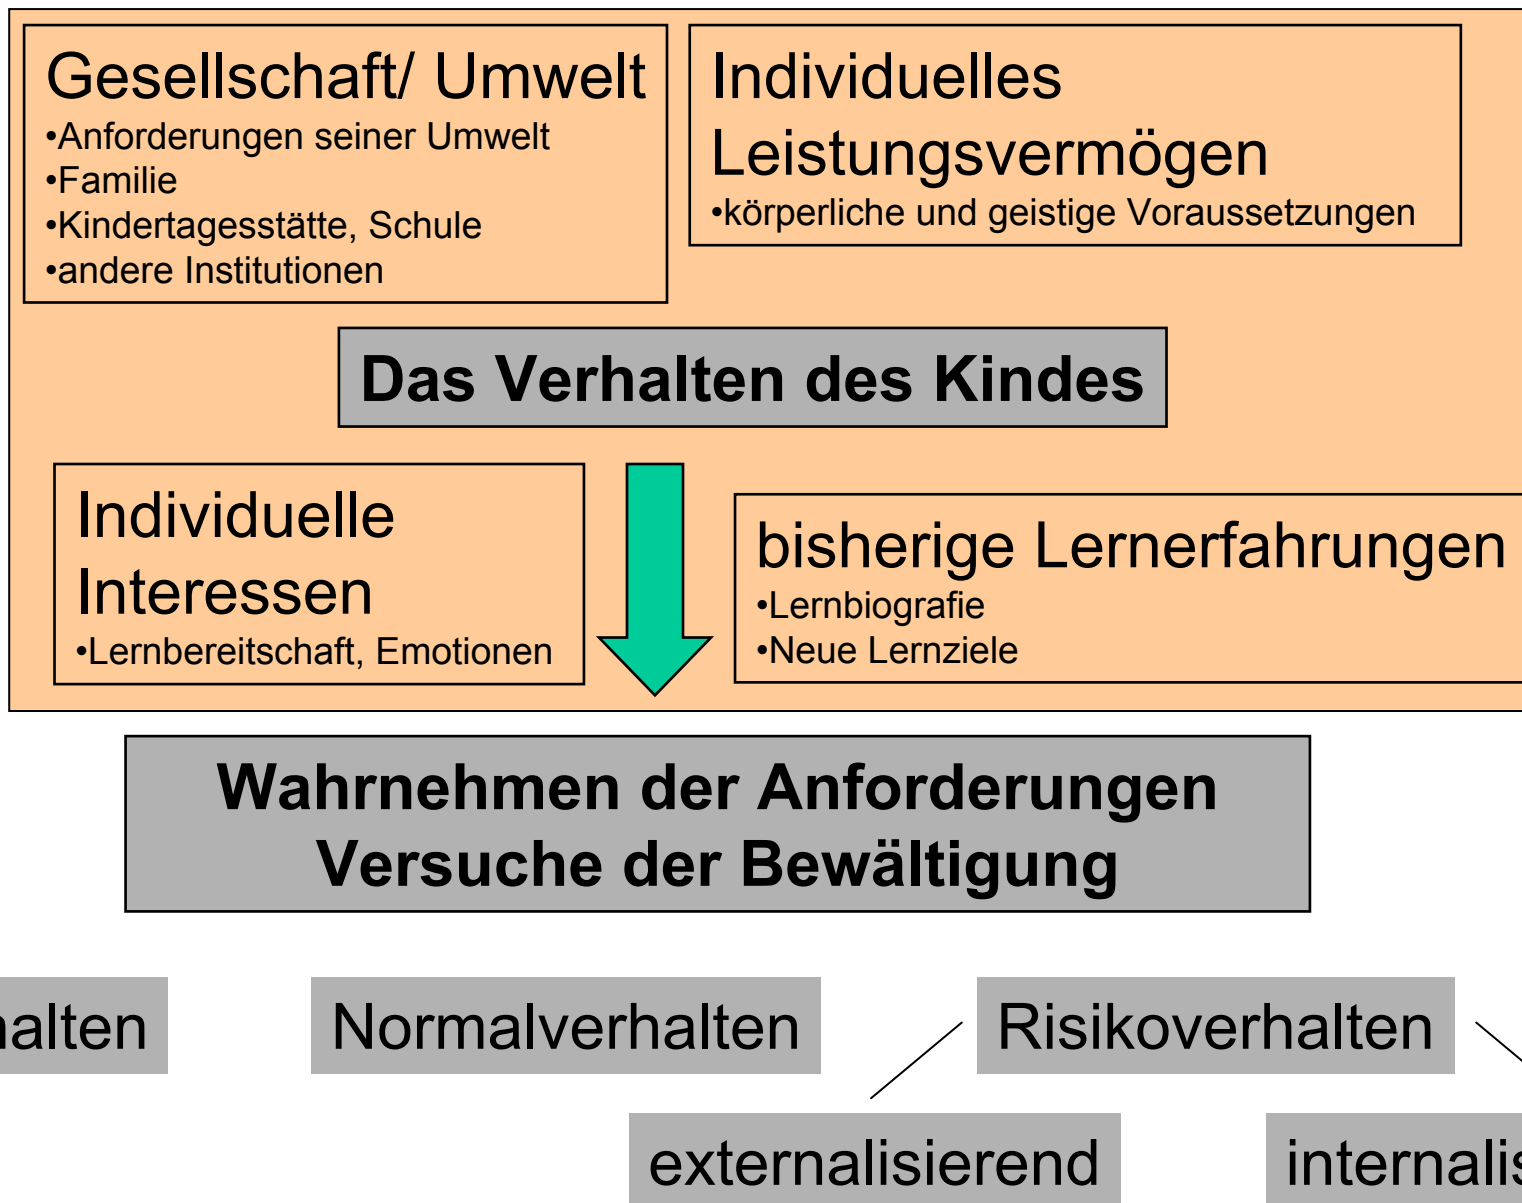 Gesellschaft/ Umwelt
•Anforderungen seiner Umwelt
•Familie
•Kindertagesstätte, Schule
•andere Institutionen
Individuelles
Leistungsvermögen
•körperliche und geistige Voraussetzungen
Das Verhalten des Kindes
Individuelle
Interessen
•Lernbereitschaft, Emotionen
bisherige Lernerfahrungen
•Lernbiografie
•Neue Lernziele
Wahrnehmen der Anforderungen
Versuche der Bewältigung
Normalverhalten
Risikoverhalten
externalisierend